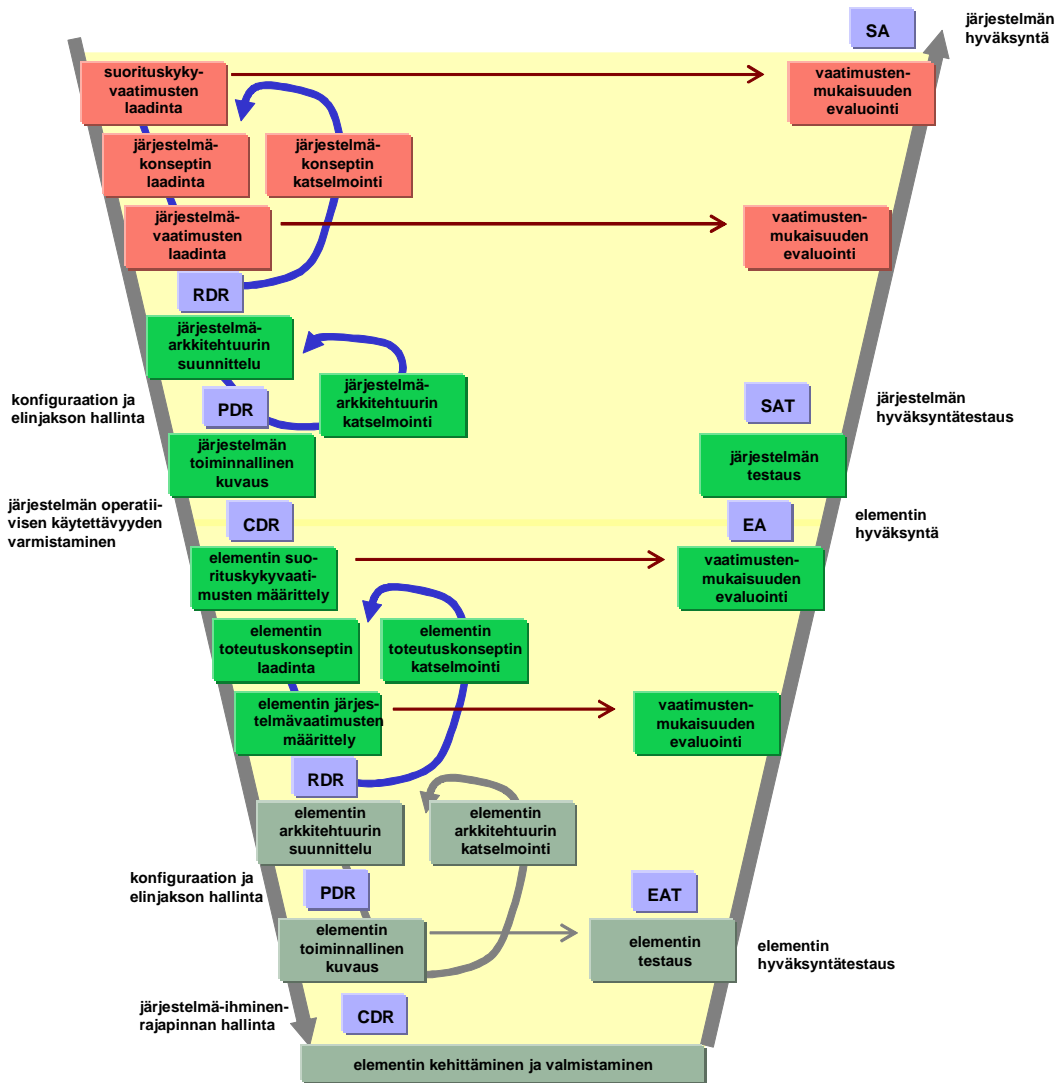 SA
järjestelmän
hyväksyntä
suorituskyky-
vaatimusten
laadinta
vaatimusten-
mukaisuuden
evaluointi
järjestelmä-
konseptin
laadinta
järjestelmä-
konseptin
katselmointi
järjestelmä-
vaatimusten
laadinta
vaatimusten-
mukaisuuden
evaluointi
RDR
järjestelmä-
arkkitehtuurin
suunnittelu
järjestelmä-
arkkitehtuurin
katselmointi
konfiguraation ja
elinjakson hallinta
PDR
SAT
järjestelmän
hyväksyntätestaus
järjestelmän
toiminnallinen
kuvaus
järjestelmän
testaus
järjestelmän operatii-
visen käytettävyyden
varmistaminen
CDR
EA
elementin
hyväksyntä
elementin suo-
rituskykyvaati-
musten määrittely
vaatimusten-
mukaisuuden
evaluointi
elementin
toteutuskonseptin
laadinta
elementin
toteutuskonseptin
katselmointi
elementin järjes-
telmävaatimusten
määrittely
vaatimusten-
mukaisuuden
evaluointi
RDR
elementin
arkkitehtuurin
suunnittelu
elementin
arkkitehtuurin
katselmointi
konfiguraation ja
elinjakson hallinta
PDR
EAT
elementin
toiminnallinen
kuvaus
elementin
testaus
elementin
hyväksyntätestaus
järjestelmä-ihminen-
rajapinnan hallinta
CDR
elementin kehittäminen ja valmistaminen